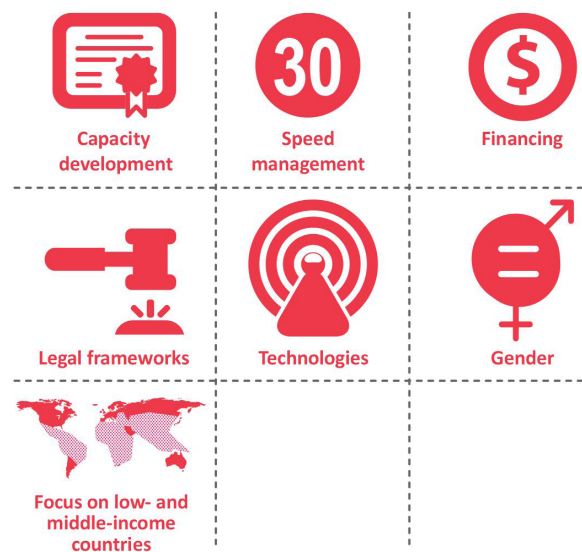 30
$
Capacity
development
Speed
management
Financing
Legal frameworks
Technologies
Gender
Focus on low- and
middle-income
countries